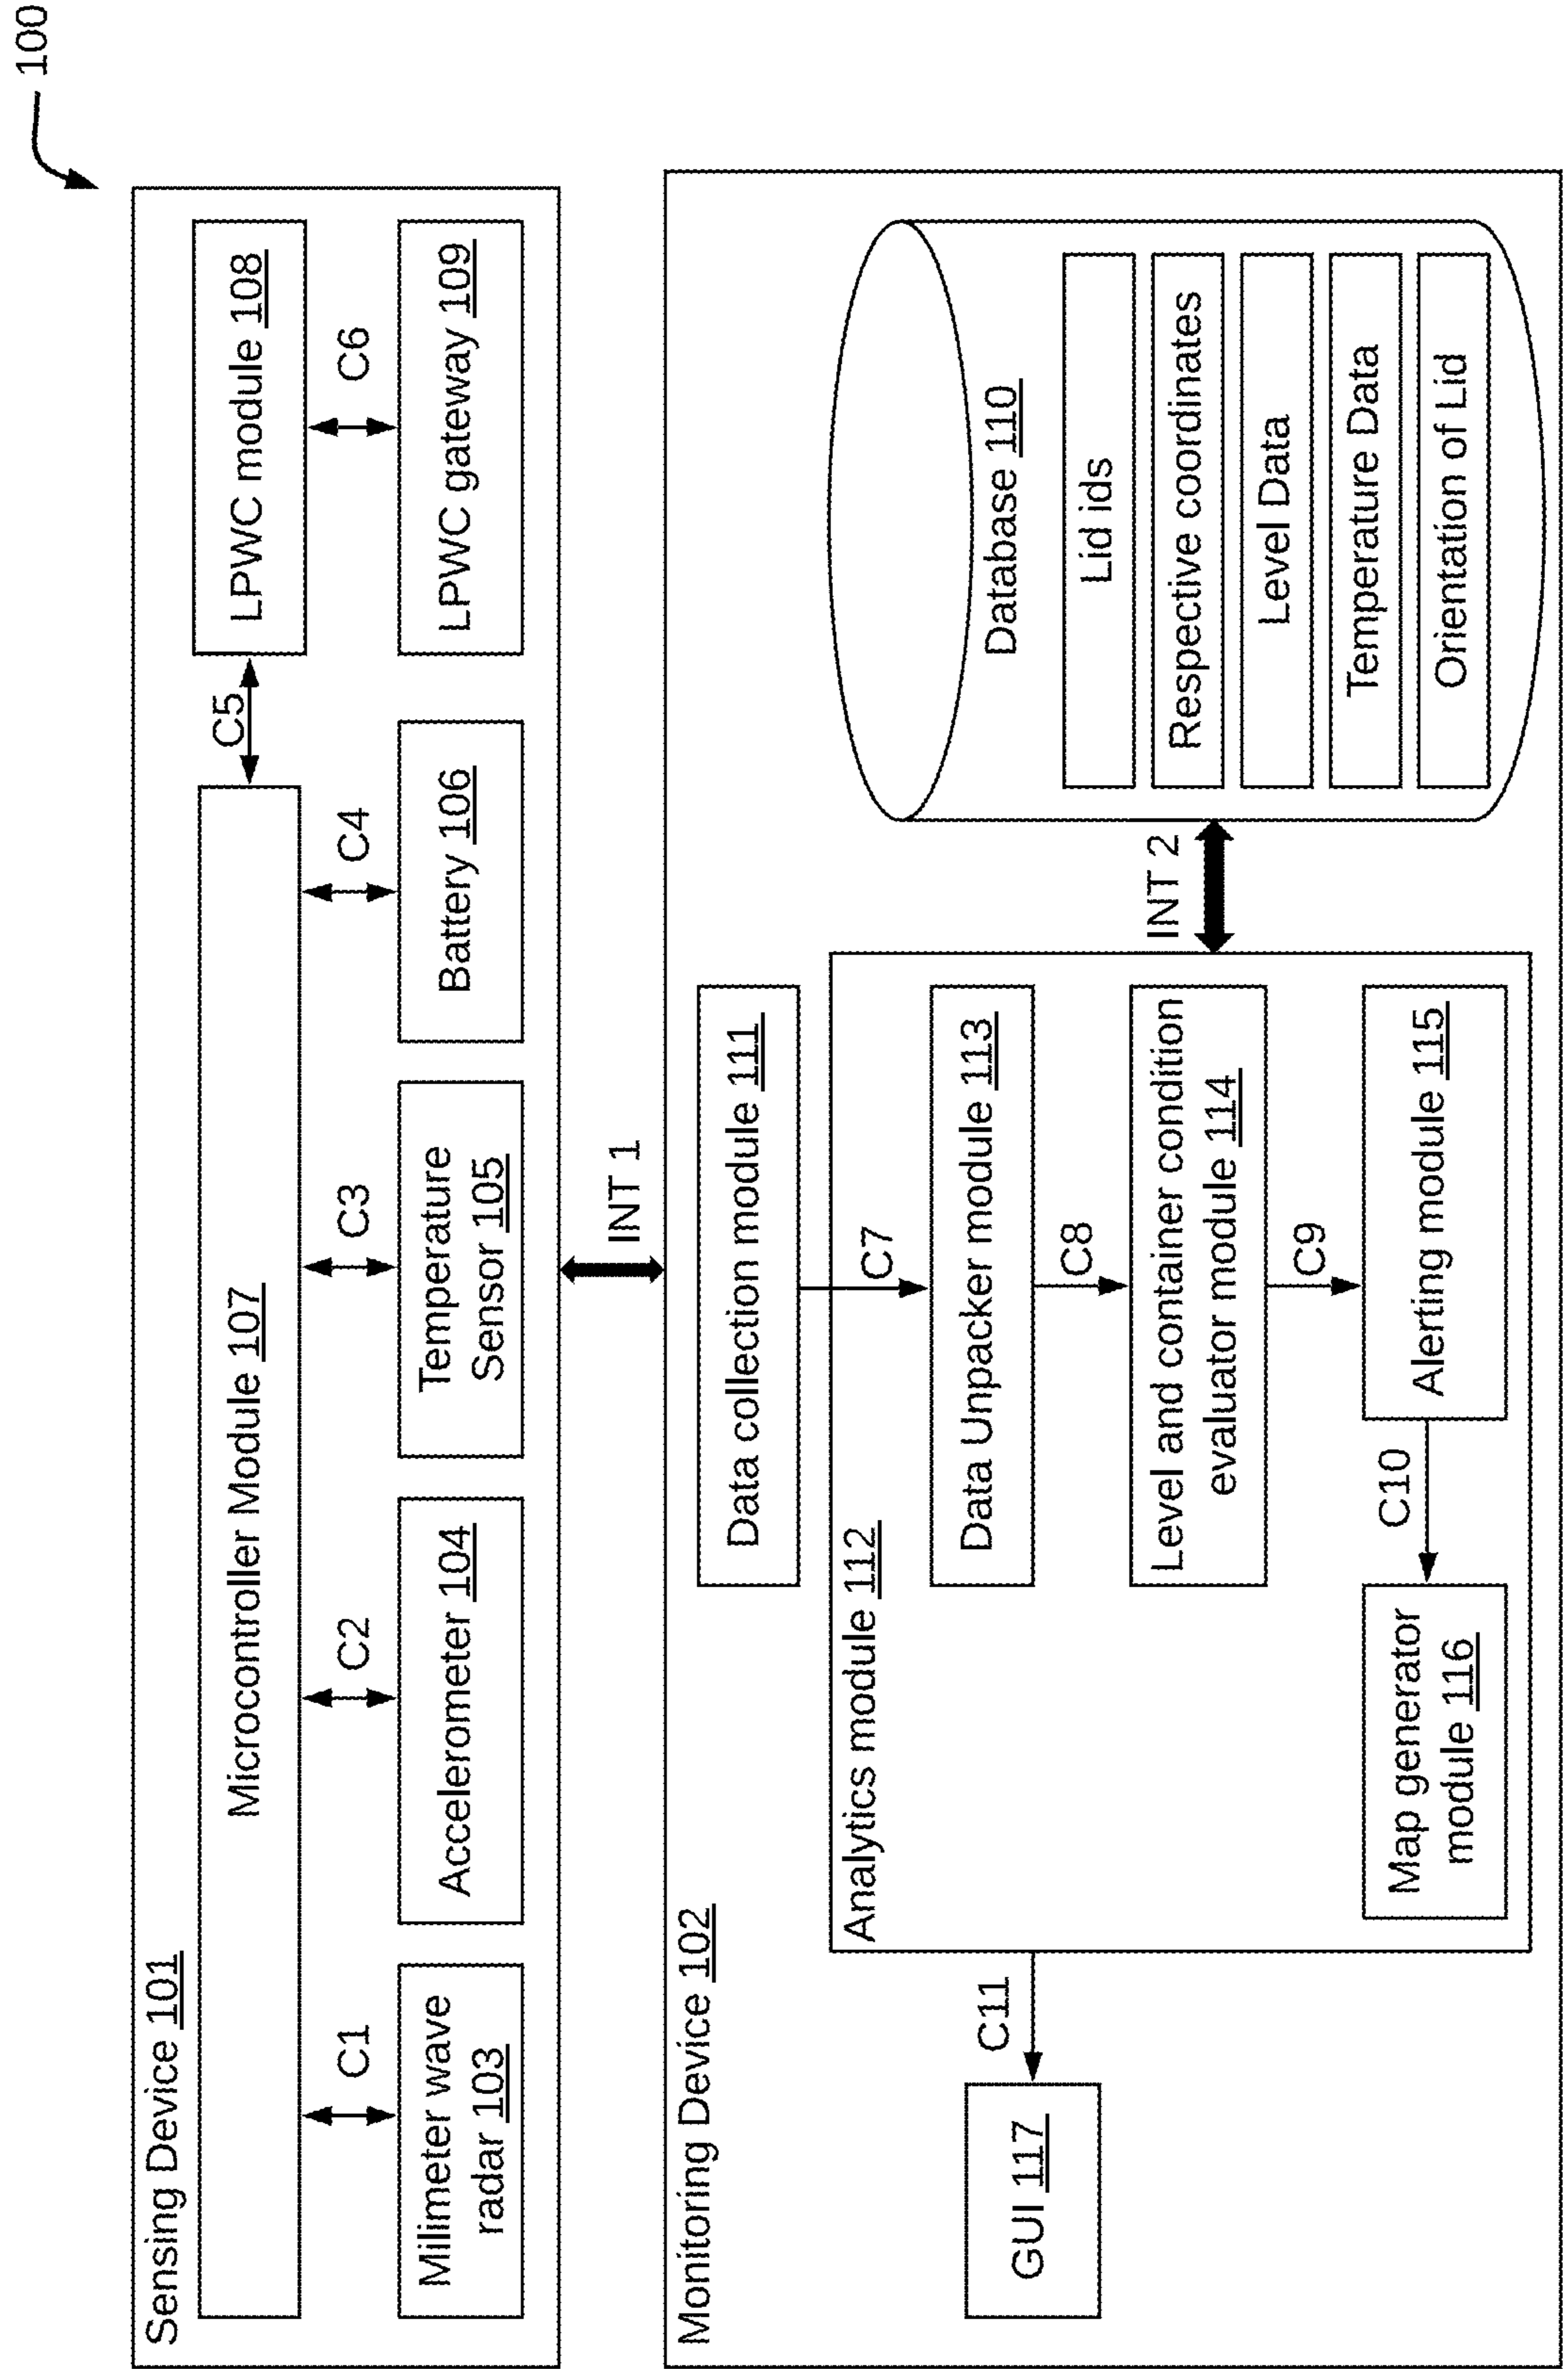 100
Sensing Device 101
Microcontroller Module 107
C5
LPWC module 108
C1
C2
C3
C4
C6
Milimeter wave
radar 103
Accelerometer 104
Temperature
Sensor 105
Battery 106
LPWC gateway 109
INT 1
Monitoring Device 102
Data collection module 111
Analytics module 112
C7
Data Unpacker module 113
C8
Level and container condition
evaluator module 114
C9
Alerting module 115
C10
Map generator
module 116
C11
GUI 117
INT 2
Database 110
Lid ids
Respective coordinates
Level Data
Temperature Data
Orientation of Lid